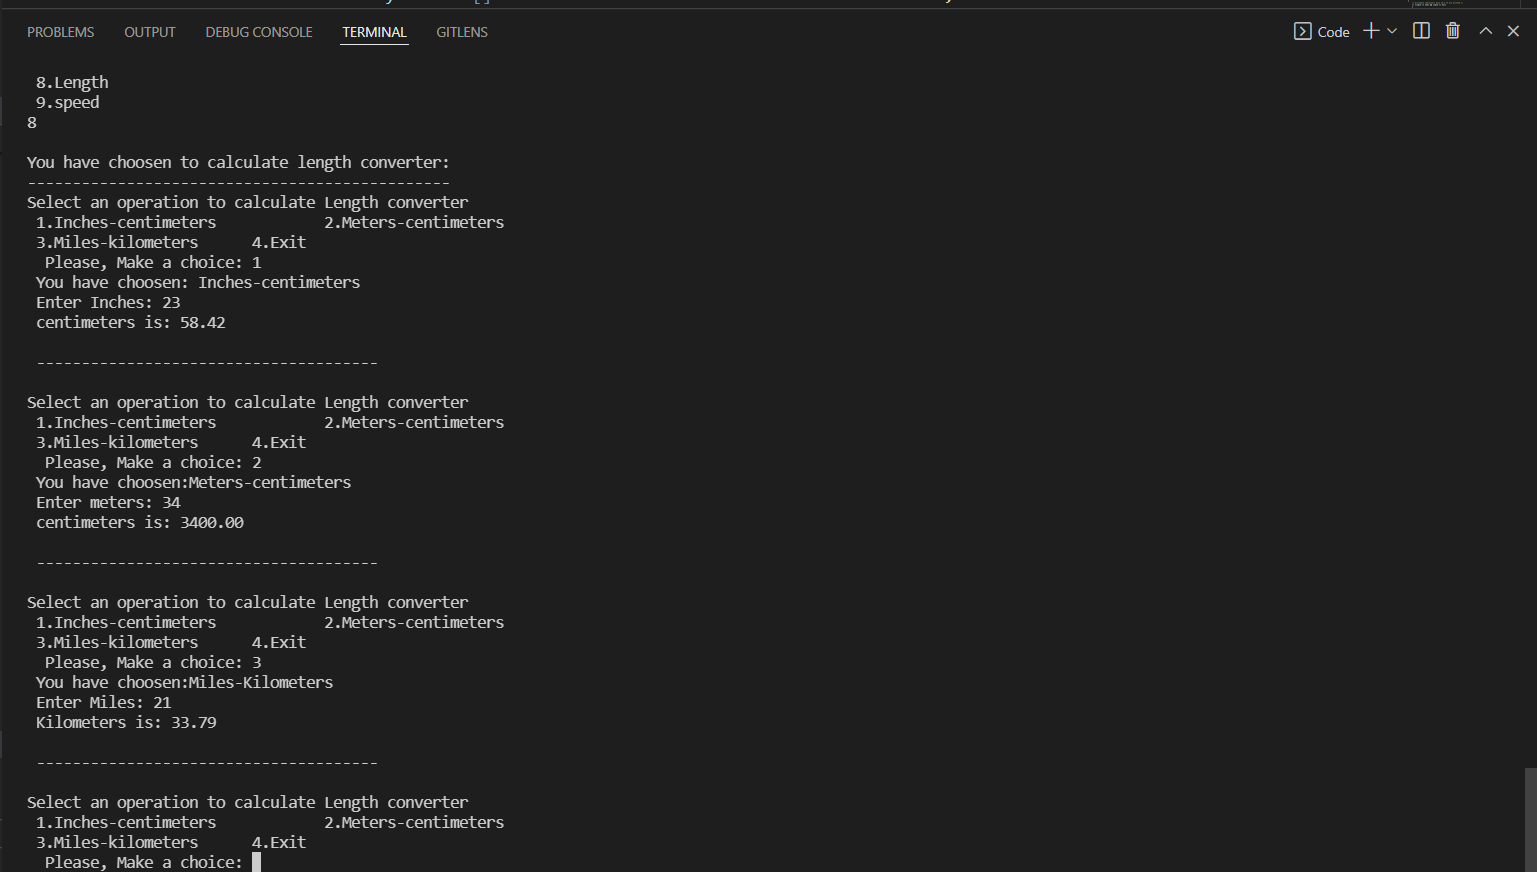 PROBLEMS OUTPUT DEBUG CONSOLE TERMINAL GITLENS Code
8.Length
9.speed
8
You have choosen to calculate length converter:
-----------------------------------------------
Select an operation to calculate Length converter
1.Inches-centimeters 2.Meters-centimeters
3.Miles-kilometers 4.Exit
Please, Make a choice: 1
You have choosen: Inches-centimeters
Enter Inches: 23
centimeters is: 58.42
--------------------------------------
Select an operation to calculate Length converter
1.Inches-centimeters 2.Meters-centimeters
3.Miles-kilometers 4.Exit
Please, Make a choice: 2
You have choosen:Meters-centimeters
Enter meters: 34
centimeters is: 3400.00
--------------------------------------
Select an operation to calculate Length converter
1.Inches-centimeters 2.Meters-centimeters
3.Miles-kilometers 4.Exit
Please, Make a choice: 3
You have choosen:Miles-Kilometers
Enter Miles: 21
Kilometers is: 33.79
--------------------------------------
Select an operation to calculate Length converter
1.Inches-centimeters 2.Meters-centimeters
3.Miles-kilometers 4.Exit
Please, Make a choice: